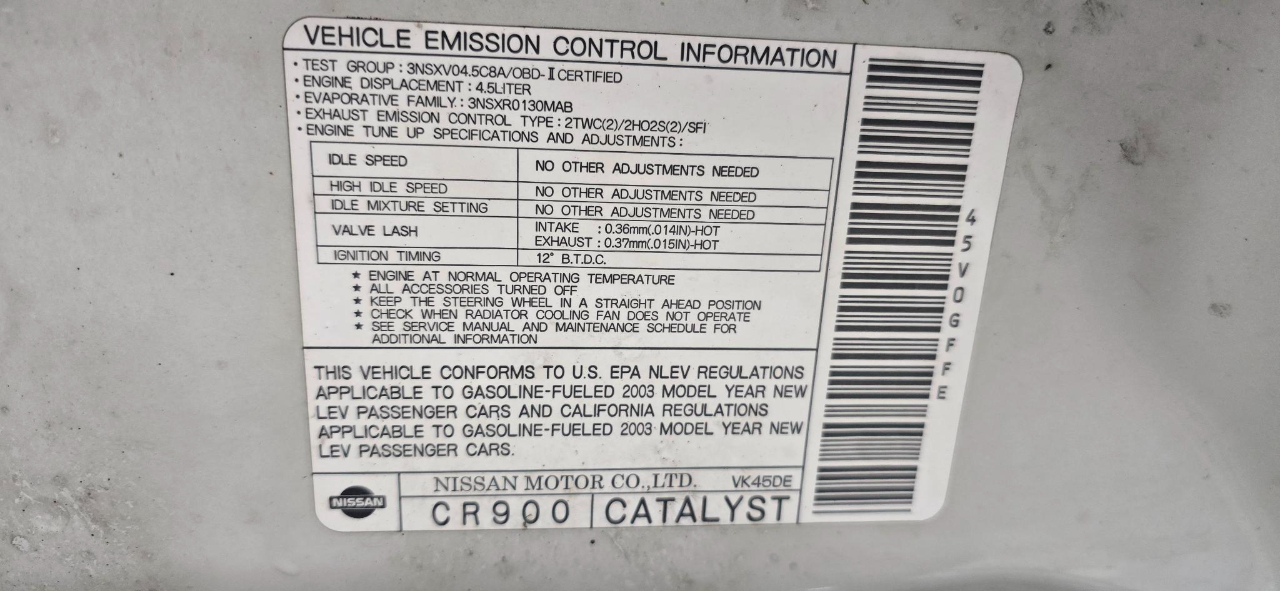 VEHICLE EMISSION CONTROL INFORMATION
・TEST GROUP : 3NSXV04.5C8A/OBD-Ⅱ CERTIFIED
・ENGINE DISPLACEMENT : 4.5LITER
・EVAPORATIVE FAMILY : 3NSXR0130MAB
・EXHAUST EMISSION CONTROL TYPE : 2TWC(2)/2HO2S(2)/SFI
・ENGINE TUNE UP SPECIFICATIONS AND ADJUSTMENTS :
IDLE SPEED NO OTHER ADJUSTMENTS NEEDED
HIGH IDLE SPEED NO OTHER ADJUSTMENTS NEEDED
IDLE MIXTURE SETTING NO OTHER ADJUSTMENTS NEEDED
VALVE LASH INTAKE : 0.36mm(.014IN)-HOT
EXHAUST : 0.37mm(.015IN)-HOT
IGNITION TIMING 12° B.T.D.C.
★ ENGINE AT NORMAL OPERATING TEMPERATURE
★ ALL ACCESSORIES TURNED OFF
★ KEEP THE STEERING WHEEL IN A STRAIGHT AHEAD POSITION
★ CHECK WHEN RADIATOR COOLING FAN DOES NOT OPERATE
★ SEE SERVICE MANUAL AND MAINTENANCE SCHEDULE FOR
ADDITIONAL INFORMATION
THIS VEHICLE CONFORMS TO U.S. EPA NLEV REGULATIONS
APPLICABLE TO GASOLINE-FUELED 2003 MODEL YEAR NEW
LEV PASSENGER CARS AND CALIFORNIA REGULATIONS
APPLICABLE TO GASOLINE-FUELED 2003 MODEL YEAR NEW
LEV PASSENGER CARS.
NISSAN
NISSAN MOTOR CO.,LTD. VK45DE
CR900 CATALYST
45V0GFFE